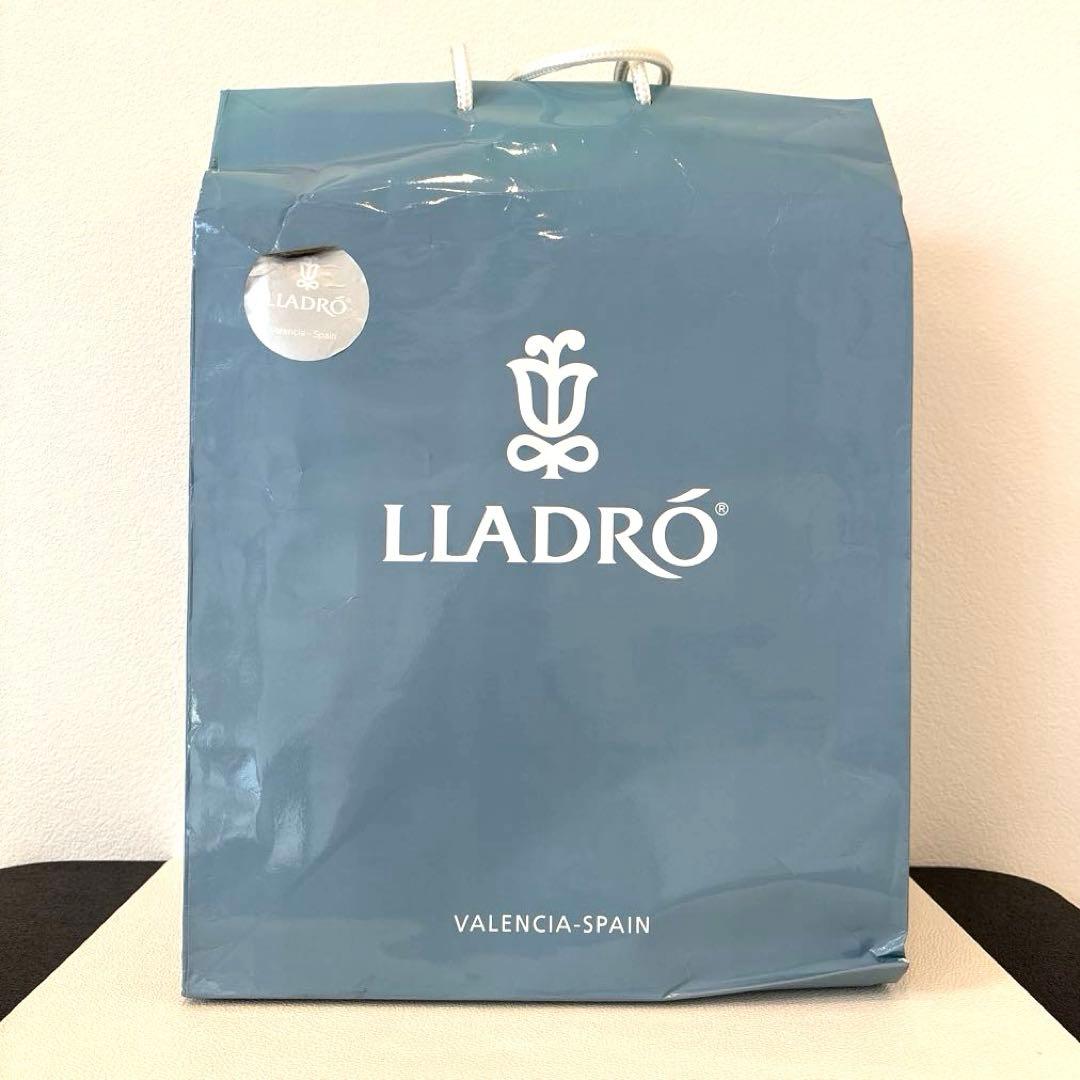 LLADRÓ
Valencia - Spain
LLADRÓ®
VALENCIA-SPAIN